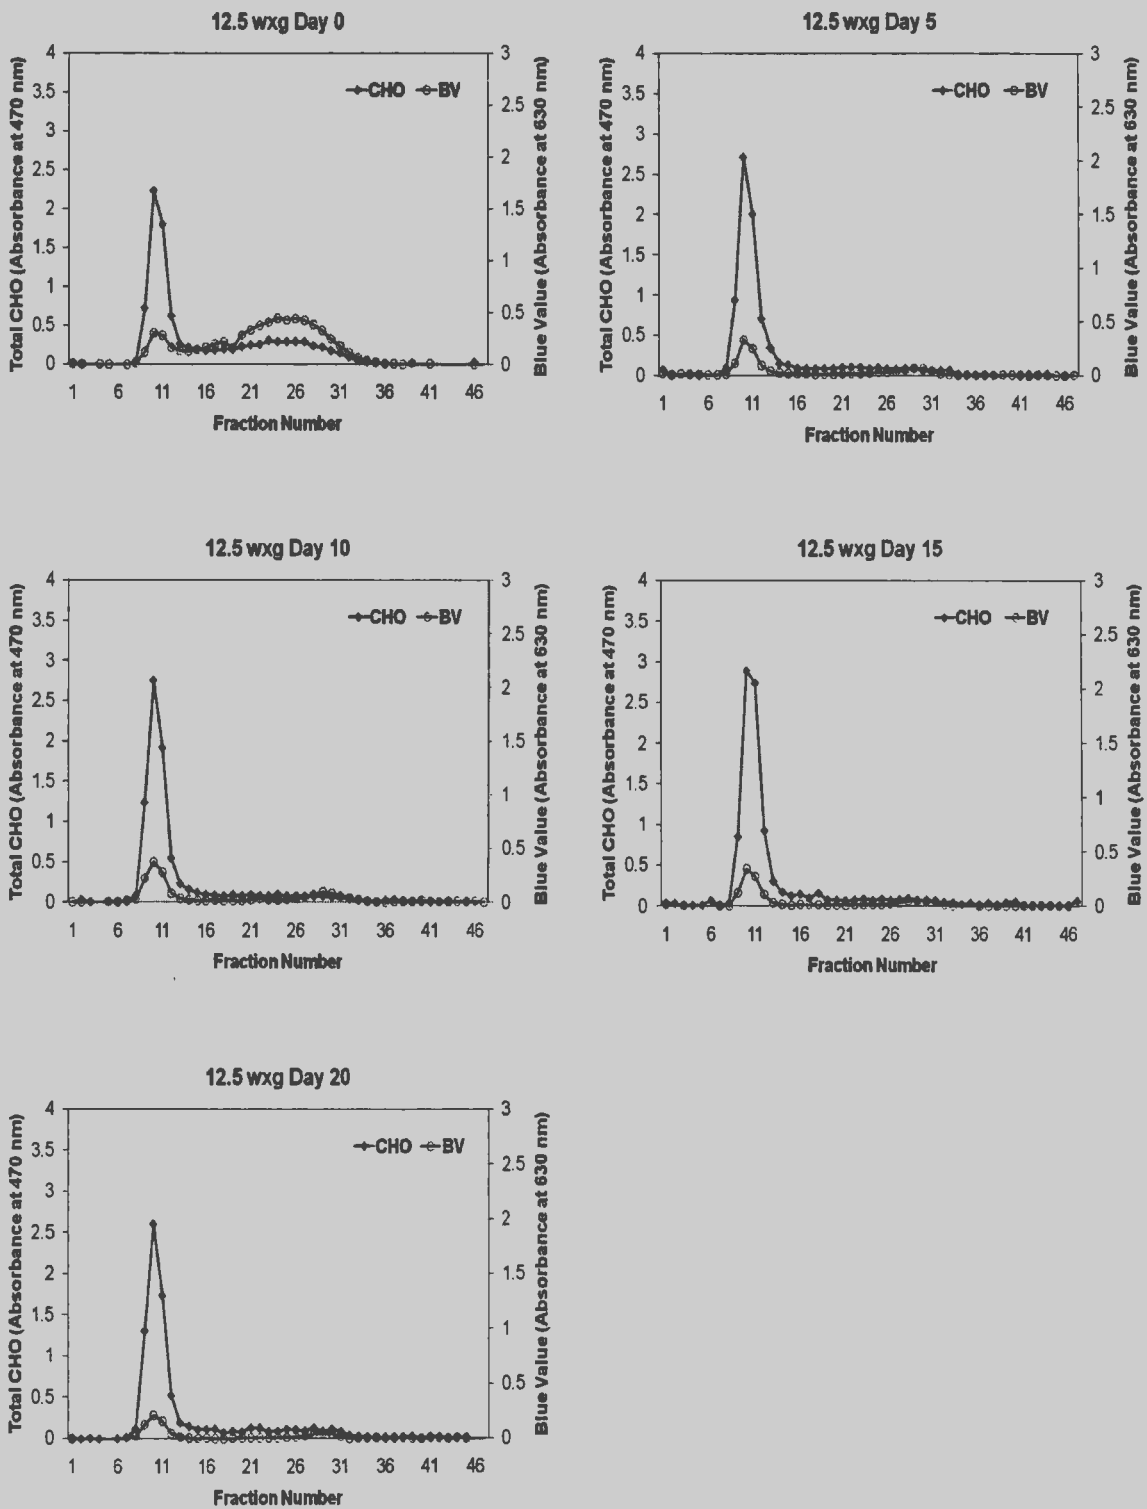 12.5 wxg Day 0
Total CHO (Absorbance at 470 nm)
4
3.5
3
2.5
2
1.5
1
0.5
0
CHO BV
3
2.5
2
1.5
1
0.5
0
Blue Value (Absorbance at 630 nm)
1 6 11 16 21 26 31 36 41 46
Fraction Number
12.5 wxg Day 5
Total CHO (Absorbance at 470 nm)
4
3.5
3
2.5
2
1.5
1
0.5
0
CHO BV
3
2.5
2
1.5
1
0.5
0
Blue Value (Absorbance at 630 nm)
1 6 11 16 21 26 31 36 41 46
Fraction Number
12.5 wxg Day 10
Total CHO (Absorbance at 470 nm)
4
3.5
3
2.5
2
1.5
1
0.5
0
CHO BV
3
2.5
2
1.5
1
0.5
0
Blue Value (Absorbance at 630 nm)
1 6 11 16 21 26 31 36 41 46
Fraction Number
12.5 wxg Day 15
Total CHO (Absorbance at 470 nm)
4
3.5
3
2.5
2
1.5
1
0.5
0
CHO BV
3
2.5
2
1.5
1
0.5
0
Blue Value (Absorbance at 630 nm)
1 6 11 16 21 26 31 36 41 46
Fraction Number
12.5 wxg Day 20
Total CHO (Absorbance at 470 nm)
4
3.5
3
2.5
2
1.5
1
0.5
0
CHO BV
3
2.5
2
1.5
1
0.5
0
Blue Value (Absorbance at 630 nm)
1 6 11 16 21 26 31 36 41 46
Fraction Number